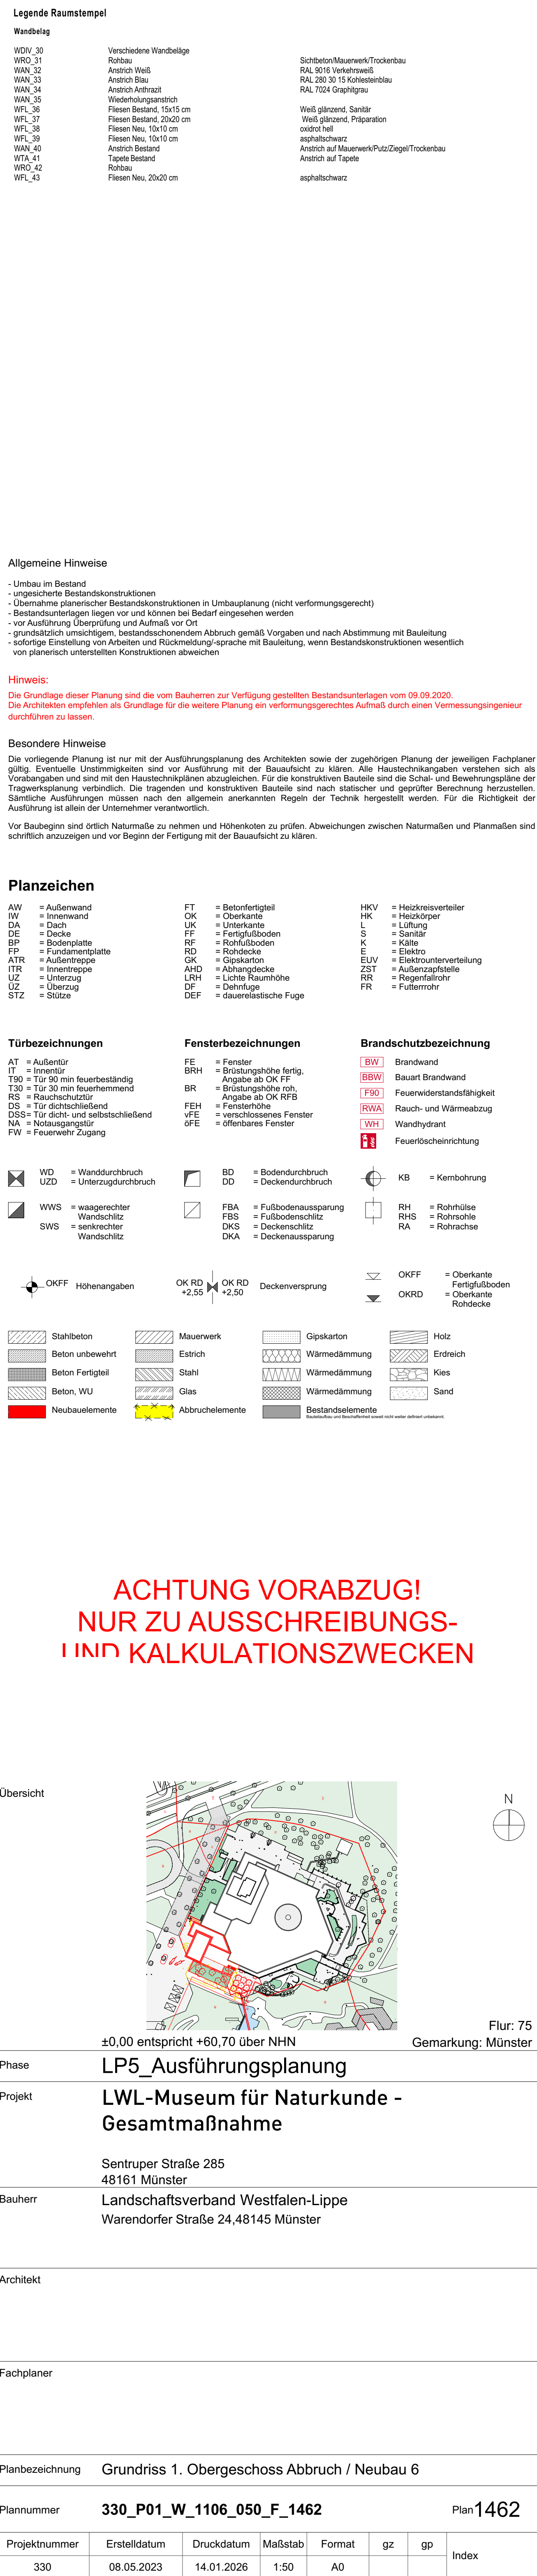 Legende Raumstempel
Wandbelag
WDIV_30 Verschiedene Wandbeläge
WRO_31 Rohbau Sichtbeton/Mauerwerk/Trockenbau
WAN_32 Anstrich Weiß RAL 9016 Verkehrsweiß
WAN_33 Anstrich Blau RAL 280 30 15 Kohlesteinblau
WAN_34 Anstrich Anthrazit RAL 7024 Graphitgrau
WAN_35 Wiederholungsanstrich
WFL_36 Fliesen Bestand, 15x15 cm Weiß glänzend, Sanitär
WFL_37 Fliesen Bestand, 20x20 cm Weiß glänzend, Präparation
WFL_38 Fliesen Neu, 10x10 cm oxidrot hell
WFL_39 Fliesen Neu, 10x10 cm asphaltschwarz
WAN_40 Anstrich Bestand Anstrich auf Mauerwerk/Putz/Ziegel/Trockenbau
WTA_41 Tapete Bestand Anstrich auf Tapete
WRO_42 Rohbau
WFL_43 Fliesen Neu, 20x20 cm asphaltschwarz
Allgemeine Hinweise
- Umbau im Bestand
- ungesicherte Bestandskonstruktionen
- Übernahme planerischer Bestandskonstruktionen in Umbauplanung (nicht verformungsgerecht)
- Bestandsunterlagen liegen vor und können bei Bedarf eingesehen werden
- vor Ausführung Überprüfung und Aufmaß vor Ort
- grundsätzlich umsichtigem, bestandsschonendem Abbruch gemäß Vorgaben und nach Abstimmung mit Bauleitung
- sofortige Einstellung von Arbeiten und Rückmeldung/-sprache mit Bauleitung, wenn Bestandskonstruktionen wesentlich
von planerisch unterstellten Konstruktionen abweichen
Hinweis:
Die Grundlage dieser Planung sind die vom Bauherren zur Verfügung gestellten Bestandsunterlagen vom 09.09.2020.
Die Architekten empfehlen als Grundlage für die weitere Planung ein verformungsgerechtes Aufmaß durch einen Vermessungsingenieur
durchführen zu lassen.
Besondere Hinweise
Die vorliegende Planung ist nur mit der Ausführungsplanung des Architekten sowie der zugehörigen Planung der jeweiligen Fachplaner
gültig. Eventuelle Unstimmigkeiten sind vor Ausführung mit der Bauaufsicht zu klären. Alle Haustechnikangaben verstehen sich als
Vorabangaben und sind mit den Haustechnikplänen abzugleichen. Für die konstruktiven Bauteile sind die Schal- und Bewehrungspläne der
Tragwerksplanung verbindlich. Die tragenden und konstruktiven Bauteile sind nach statischer und geprüfter Berechnung herzustellen.
Sämtliche Ausführungen müssen nach den allgemein anerkannten Regeln der Technik hergestellt werden. Für die Richtigkeit der
Ausführung ist allein der Unternehmer verantwortlich.
Vor Baubeginn sind örtlich Naturmaße zu nehmen und Höhenkoten zu prüfen. Abweichungen zwischen Naturmaßen und Planmaßen sind
schriftlich anzuzeigen und vor Beginn der Fertigung mit der Bauaufsicht zu klären.
Planzeichen
AW = Außenwand FT = Betonfertigteil HKV = Heizkreisverteiler
IW = Innenwand OK = Oberkante HK = Heizkörper
DA = Dach UK = Unterkante L = Lüftung
DE = Decke FF = Fertigfußboden S = Sanitär
BP = Bodenplatte RF = Rohfußboden K = Kälte
FP = Fundamentplatte RD = Rohdecke E = Elektro
ATR = Außentreppe GK = Gipskarton EUV = Elektrounterverteilung
ITR = Innentreppe AHD = Abhangdecke ZST = Außenzapfstelle
UZ = Unterzug LRH = Lichte Raumhöhe RR = Regenfallrohr
ÜZ = Überzug DF = Dehnfuge FR = Futterrrohr
STZ = Stütze DEF = dauerelastische Fuge
Türbezeichnungen Fensterbezeichnungen Brandschutzbezeichnung
AT = Außentür
IT = Innentür
T90 = Tür 90 min feuerbeständig
T30 = Tür 30 min feuerhemmend
RS = Rauchschutztür
DS = Tür dichtschließend
DSS= Tür dicht- und selbstschließend
NA = Notausgangstür
FW = Feuerwehr Zugang
FE = Fenster
BRH = Brüstungshöhe fertig,
Angabe ab OK FF
BR = Brüstungshöhe roh,
Angabe ab OK RFB
FEH = Fensterhöhe
vFE = verschlossenes Fenster
öFE = öffenbares Fenster
BW Brandwand
BBW Bauart Brandwand
F90 Feuerwiderstandsfähigkeit
RWA Rauch- und Wärmeabzug
WH Wandhydrant
Feuerlöscheinrichtung
WD = Wanddurchbruch BD = Bodendurchbruch KB = Kernbohrung
UZD = Unterzugdurchbruch DD = Deckendurchbruch
WWS = waagerechter
Wandschlitz
SWS = senkrechter
Wandschlitz
FBA = Fußbodenaussparung
FBS = Fußbodenschlitz
DKS = Deckenschlitz
DKA = Deckenaussparung
RH = Rohrhülse
RHS = Rohrsohle
RA = Rohrachse
OKFF Höhenangaben
OK RD OK RD
+2,55 +2,50
Deckenversprung
OKFF = Oberkante
Fertigfußboden
OKRD = Oberkante
Rohdecke
Stahlbeton Mauerwerk Gipskarton Holz
Beton unbewehrt Estrich Wärmedämmung Erdreich
Beton Fertigteil Stahl Wärmedämmung Kies
Beton, WU Glas Wärmedämmung Sand
Neubauelemente Abbruchelemente Bestandselemente
Bauteilaufbau und Beschaffenheit soweit nicht weiter definiert unbekannt.
ACHTUNG VORABZUG!
NUR ZU AUSSCHREIBUNGS-
UND KALKULATIONSZWECKEN
Übersicht
N
Flur: 75
±0,00 entspricht +60,70 über NHN Gemarkung: Münster
Phase LP5_Ausführungsplanung
Projekt LWL-Museum für Naturkunde -
Gesamtmaßnahme
Sentruper Straße 285
48161 Münster
Bauherr Landschaftsverband Westfalen-Lippe
Warendorfer Straße 24,48145 Münster
Architekt
Fachplaner
Planbezeichnung Grundriss 1. Obergeschoss Abbruch / Neubau 6
Plannummer 330_P01_W_1106_050_F_1462 Plan 1462
Projektnummer Erstelldatum Druckdatum Maßstab Format gz gp Index
330 08.05.2023 14.01.2026 1:50 A0